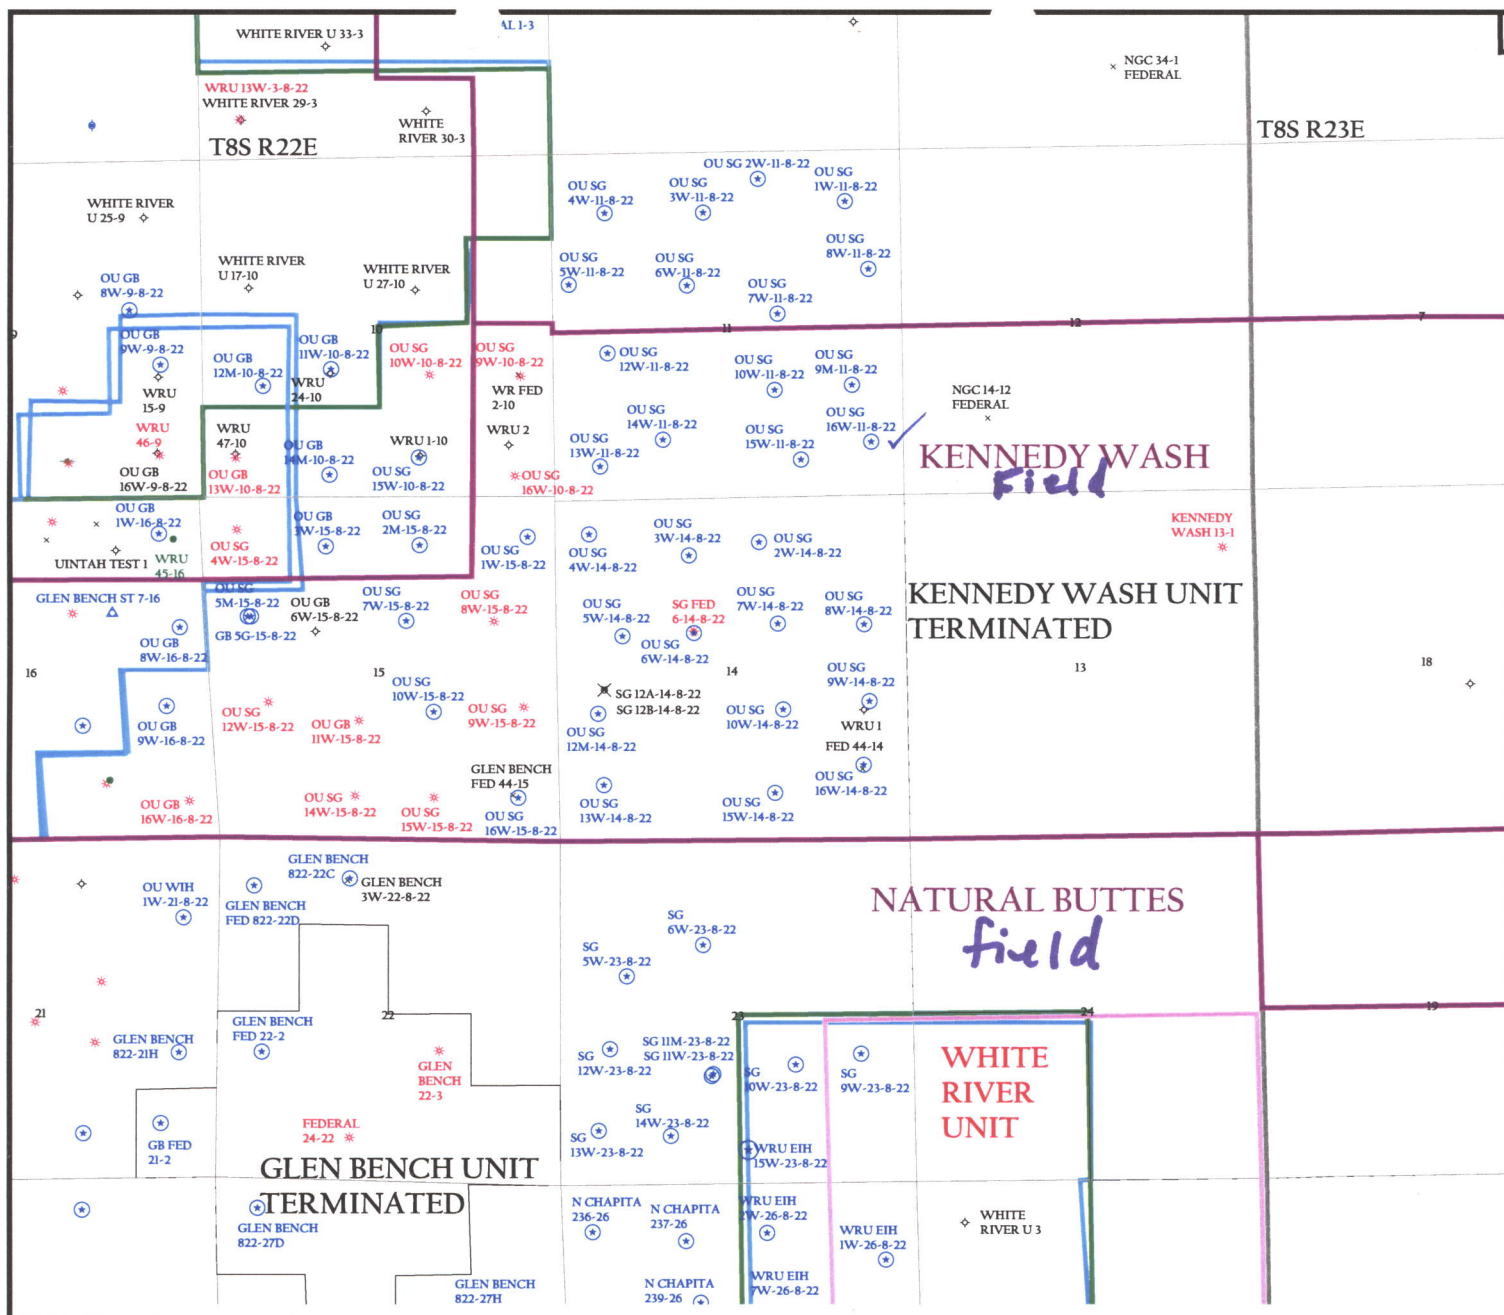 WHITE RIVER U 33-3
AL 1-3
NGC 34-1
FEDERAL
WRU 13W-3-8-22
WHITE RIVER 29-3
WHITE
RIVER 30-3
T8S R22E
T8S R23E
OU SG 2W-11-8-22
OU SG
4W-11-8-22
OU SG
3W-11-8-22
OU SG
1W-11-8-22
WHITE RIVER
U 25-9
WHITE RIVER
U 17-10
WHITE RIVER
U 27-10
OU SG
5W-11-8-22
OU SG
6W-11-8-22
OU SG
7W-11-8-22
OU SG
8W-11-8-22
OU GB
8W-9-8-22
9
10
11
12
7
OU GB
9W-9-8-22
OU GB
12M-10-8-22
OU GB
11W-10-8-22
OU SG
10W-10-8-22
OU SG
9W-10-8-22
OU SG
12W-11-8-22
OU SG
10W-11-8-22
OU SG
9M-11-8-22
WRU
15-9
WRU
24-10
WR FED
2-10
NGC 14-12
FEDERAL
OU SG
14W-11-8-22
OU SG
16W-11-8-22
WRU
46-9
WRU
47-10
WRU 1-10
WRU 2
OU SG
13W-11-8-22
OU SG
15W-11-8-22
KENNEDY WASH
Field
OU GB
16W-9-8-22
OU GB
13W-10-8-22
OU GB
14M-10-8-22
OU SG
15W-10-8-22
OU SG
16W-10-8-22
OU GB
1W-16-8-22
OU GB
3W-15-8-22
OU SG
2M-15-8-22
OU SG
3W-14-8-22
KENNEDY
WASH 13-1
UINTAH TEST 1
WRU
45-16
OU SG
4W-15-8-22
OU SG
1W-15-8-22
OU SG
4W-14-8-22
OU SG
2W-14-8-22
GLEN BENCH ST 7-16
OU SG
5M-15-8-22
GB 5G-15-8-22
OU GB
6W-15-8-22
OU SG
7W-15-8-22
OU SG
8W-15-8-22
OU SG
5W-14-8-22
SG FED
6-14-8-22
OU SG
6W-14-8-22
OU SG
7W-14-8-22
OU SG
8W-14-8-22
KENNEDY WASH UNIT
TERMINATED
OU GB
8W-16-8-22
16
15
14
13
18
OU GB
9W-16-8-22
OU SG
12W-15-8-22
OU GB
11W-15-8-22
OU SG
10W-15-8-22
OU SG
9W-15-8-22
SG 12A-14-8-22
SG 12B-14-8-22
OU SG
12M-14-8-22
OU SG
10W-14-8-22
OU SG
9W-14-8-22
WRU 1
FED 44-14
OU GB
16W-16-8-22
OU SG
14W-15-8-22
OU SG
15W-15-8-22
GLEN BENCH
FED 44-15
OU SG
16W-15-8-22
OU SG
13W-14-8-22
OU SG
15W-14-8-22
OU SG
16W-14-8-22
GLEN BENCH
822-22C
GLEN BENCH
3W-22-8-22
OU WIH
1W-21-8-22
GLEN BENCH
FED 822-22D
NATURAL BUTTES
field
SG
6W-23-8-22
SG
5W-23-8-22
21
22
23
24
19
GLEN BENCH
822-21H
GLEN BENCH
FED 22-2
GLEN
BENCH
22-3
SG
12W-23-8-22
SG 11M-23-8-22
SG 11W-23-8-22
SG
10W-23-8-22
SG
9W-23-8-22
WHITE
RIVER
UNIT
GB FED
21-2
FEDERAL
24-22
SG
14W-23-8-22
SG
13W-23-8-22
WRU EIH
15W-23-8-22
GLEN BENCH UNIT
TERMINATED
GLEN BENCH
822-27D
N CHAPITA
236-26
N CHAPITA
237-26
WRU EIH
2W-26-8-22
WRU EIH
1W-26-8-22
WHITE
RIVER U 3
GLEN BENCH
822-27H
N CHAPITA
239-26
WRU EIH
7W-26-8-22